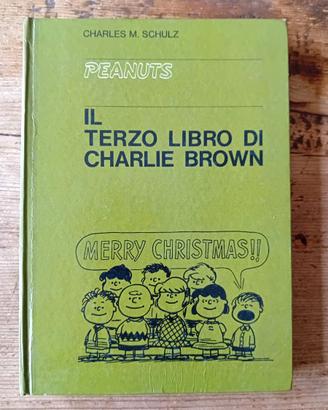 CHARLES M. SCHULZ
PEANUTS
IL
TERZO LIBRO DI
CHARLIE BROWN
MERRY CHRISTMAS!!